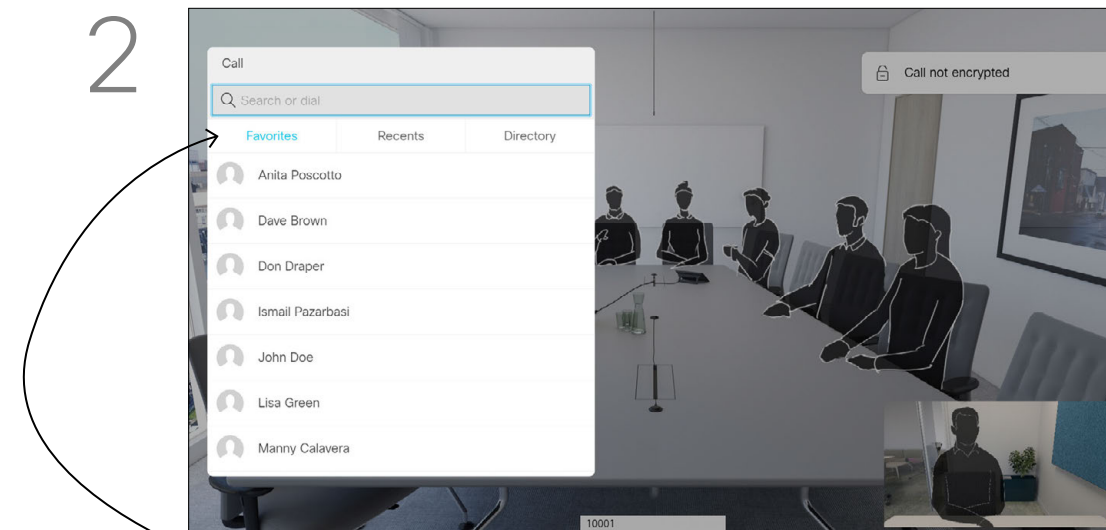 2
Call
Call not encrypted
Search or dial
Favorites Recents Directory
Anita Poscotto
Dave Brown
Don Draper
Ismail Pazarbasi
John Doe
Lisa Green
Manny Calavera
10001